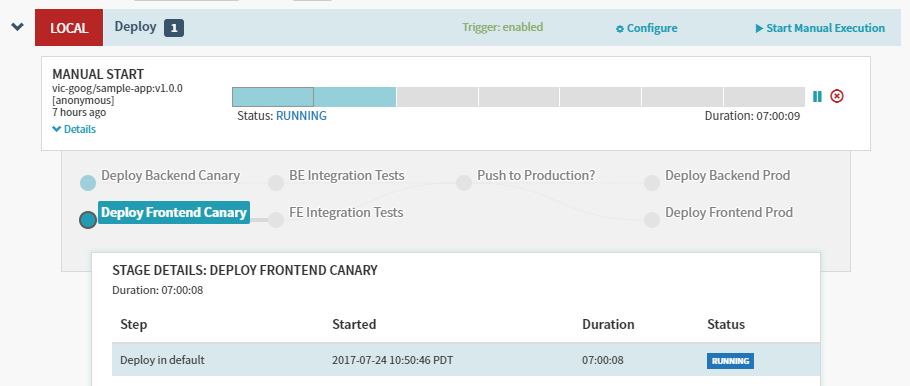 LOCAL Deploy 1 Trigger: enabled Configure Start Manual Execution
MANUAL START
vic-goog/sample-app:v1.0.0
[anonymous]
7 hours ago
Status: RUNNING Duration: 07:00:09
Details
Deploy Backend Canary BE Integration Tests Push to Production? Deploy Backend Prod
Deploy Frontend Canary FE Integration Tests Deploy Frontend Prod
STAGE DETAILS: DEPLOY FRONTEND CANARY
Duration: 07:00:08
Step Started Duration Status
Deploy in default 2017-07-24 10:50:46 PDT 07:00:08 RUNNING